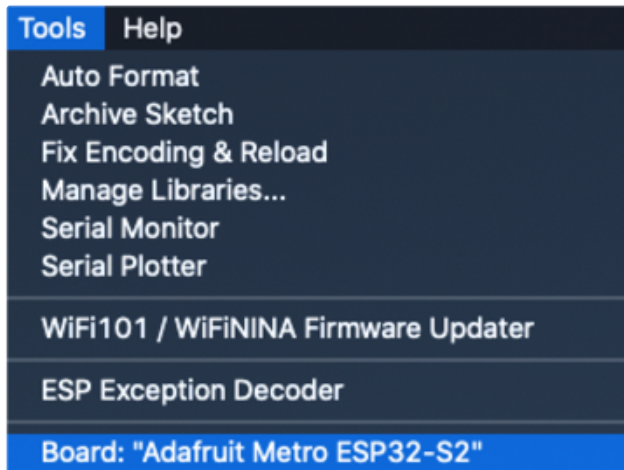 Tools Help
Auto Format
Archive Sketch
Fix Encoding & Reload
Manage Libraries...
Serial Monitor
Serial Plotter
WiFi101 / WiFiNINA Firmware Updater
ESP Exception Decoder
Board: "Adafruit Metro ESP32-S2"